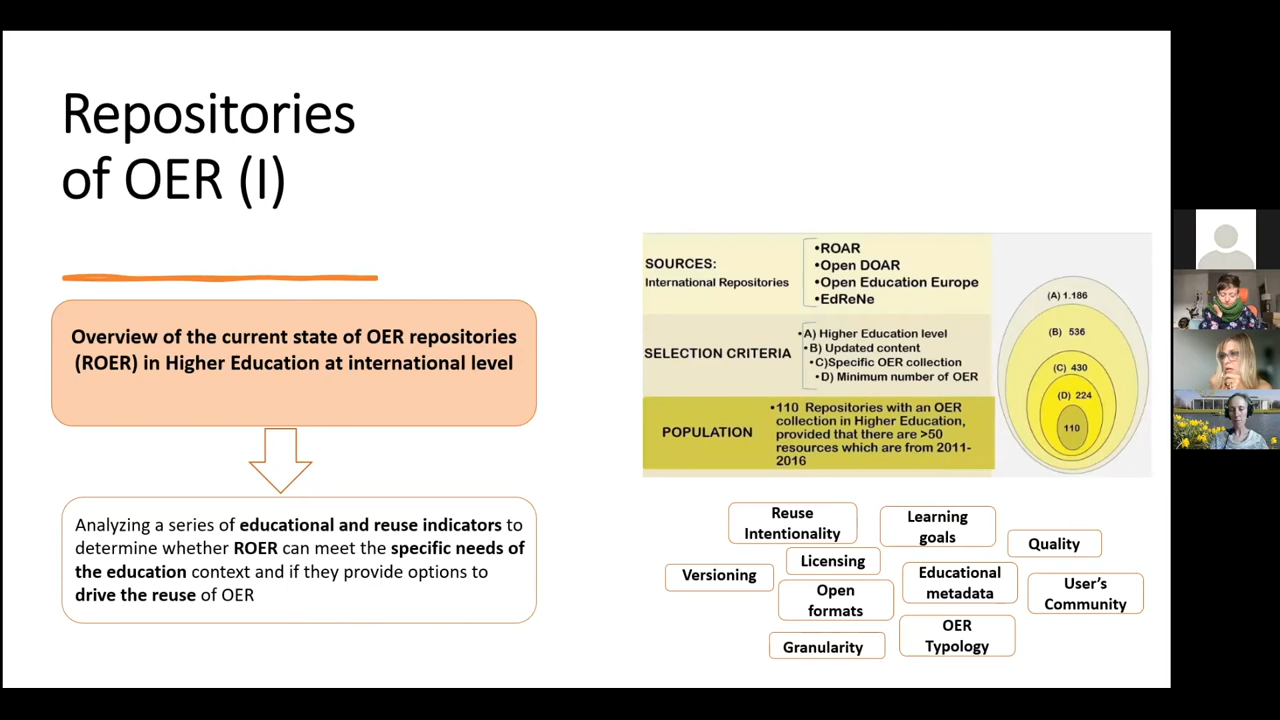 Repositories
of OER (I)
Overview of the current state of OER repositories
(ROER) in Higher Education at international level
Analyzing a series of educational and reuse indicators to
determine whether ROER can meet the specific needs of
the education context and if they provide options to
drive the reuse of OER
SOURCES:
International Repositories
•ROAR
•Open DOAR
•Open Education Europe
•EdReNe
SELECTION CRITERIA
•A) Higher Education level
•B) Updated content
•C)Specific OER collection
•D) Minimum number of OER
POPULATION
•110 Repositories with an OER
collection in Higher Education,
provided that there are >50
resources which are from 2011-
2016
(A) 1.186
(B) 536
(C) 430
(D) 224
110
Reuse
Intentionality
Learning
goals
Quality
Licensing
Versioning
Educational
metadata
User's
Community
Open
formats
OER
Typology
Granularity